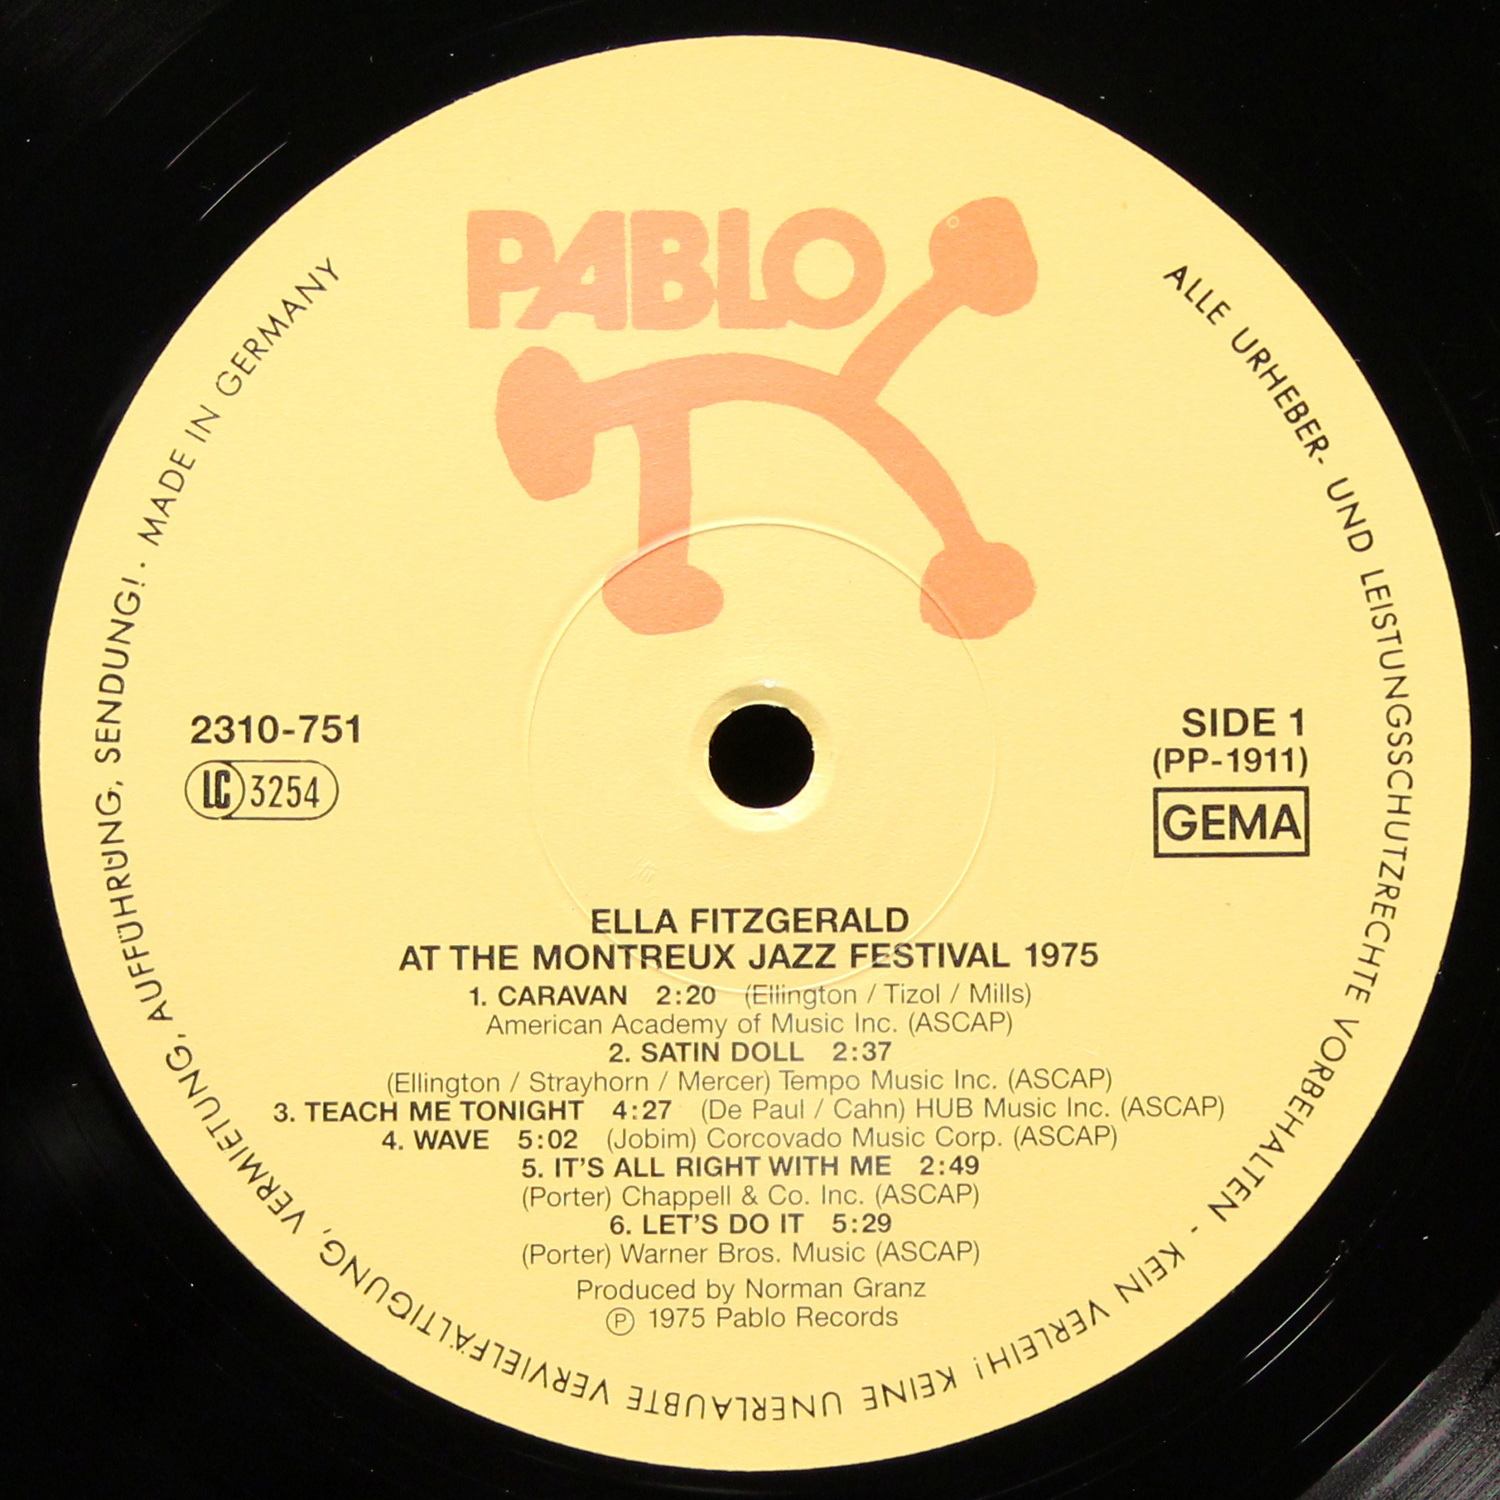 PABLO
ALLE URHEBER- UND LEISTUNGSSCHUTZRECHTE VORBEHALTEN - KEIN VERLEIH! KEINE UNERLAUBTE VERVIELFÄLTIGUNG, VERMIETUNG, AUFFÜHRUNG, SENDUNG! · MADE IN GERMANY
2310-751
LC 3254
SIDE 1
(PP-1911)
GEMA
ELLA FITZGERALD
AT THE MONTREUX JAZZ FESTIVAL 1975
1. CARAVAN 2:20 (Ellington / Tizol / Mills)
American Academy of Music Inc. (ASCAP)
2. SATIN DOLL 2:37
(Ellington / Strayhorn / Mercer) Tempo Music Inc. (ASCAP)
3. TEACH ME TONIGHT 4:27 (De Paul / Cahn) HUB Music Inc. (ASCAP)
4. WAVE 5:02 (Jobim) Corcovado Music Corp. (ASCAP)
5. IT'S ALL RIGHT WITH ME 2:49
(Porter) Chappell & Co. Inc. (ASCAP)
6. LET'S DO IT 5:29
(Porter) Warner Bros. Music (ASCAP)
Produced by Norman Granz
℗ 1975 Pablo Records